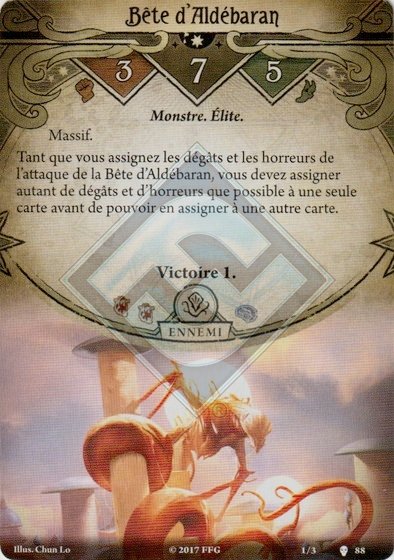 Bête d'Aldébaran
3 7 5
Monstre. Élite.
Massif.
Tant que vous assignez les dégâts et les horreurs de
l'attaque de la Bête d'Aldébaran, vous devez assigner
autant de dégâts et d'horreurs que possible à une seule
carte avant de pouvoir en assigner à une autre carte.
Victoire 1.
ENNEMI
Illus. Chun Lo © 2017 FFG 1/3 88